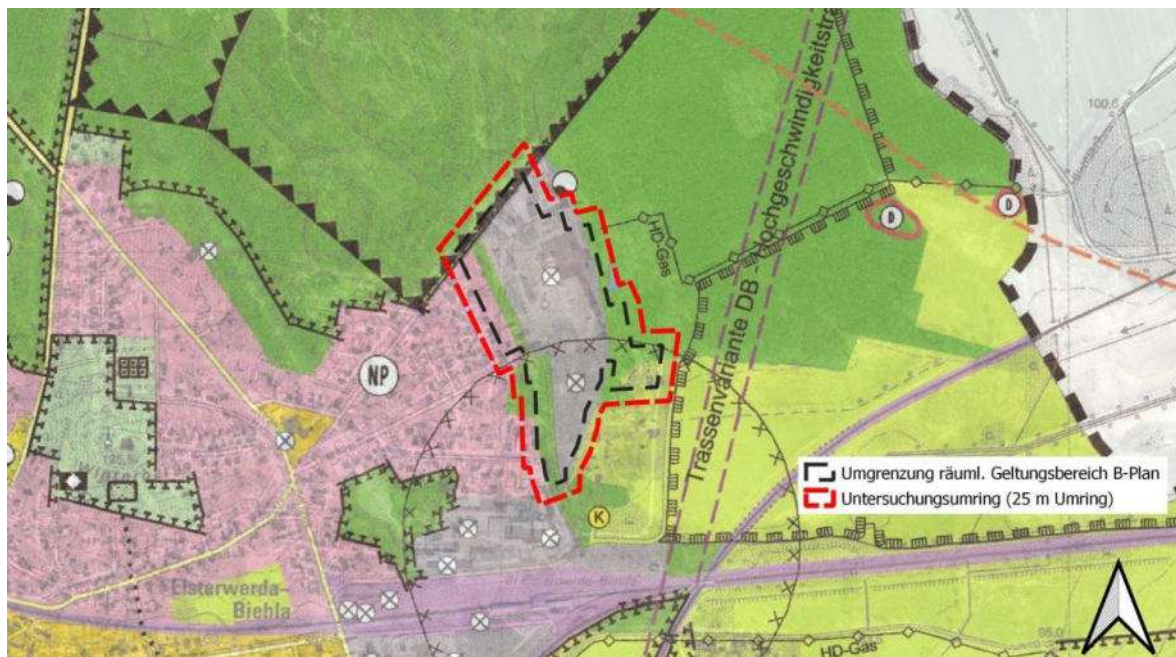 100,6
Trassenvariante DB - Hochgeschwindigkeitstr
HD-Gas
D
D
NP
Umgrenzung räuml. Geltungsbereich B-Plan
Untersuchungsumring (25 m Umring)
K
Elsterwerda-
Biehla
HD-Gas
95,0